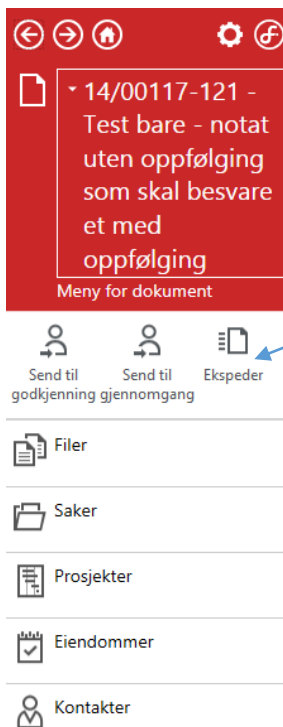 14/00117-121 -
Test bare - notat
uten oppfølging
som skal besvare
et med
oppfølging
Meny for dokument
Send til godkjenning
Send til gjennomgang
Ekspeder
Filer
Saker
Prosjekter
Eiendommer
Kontakter